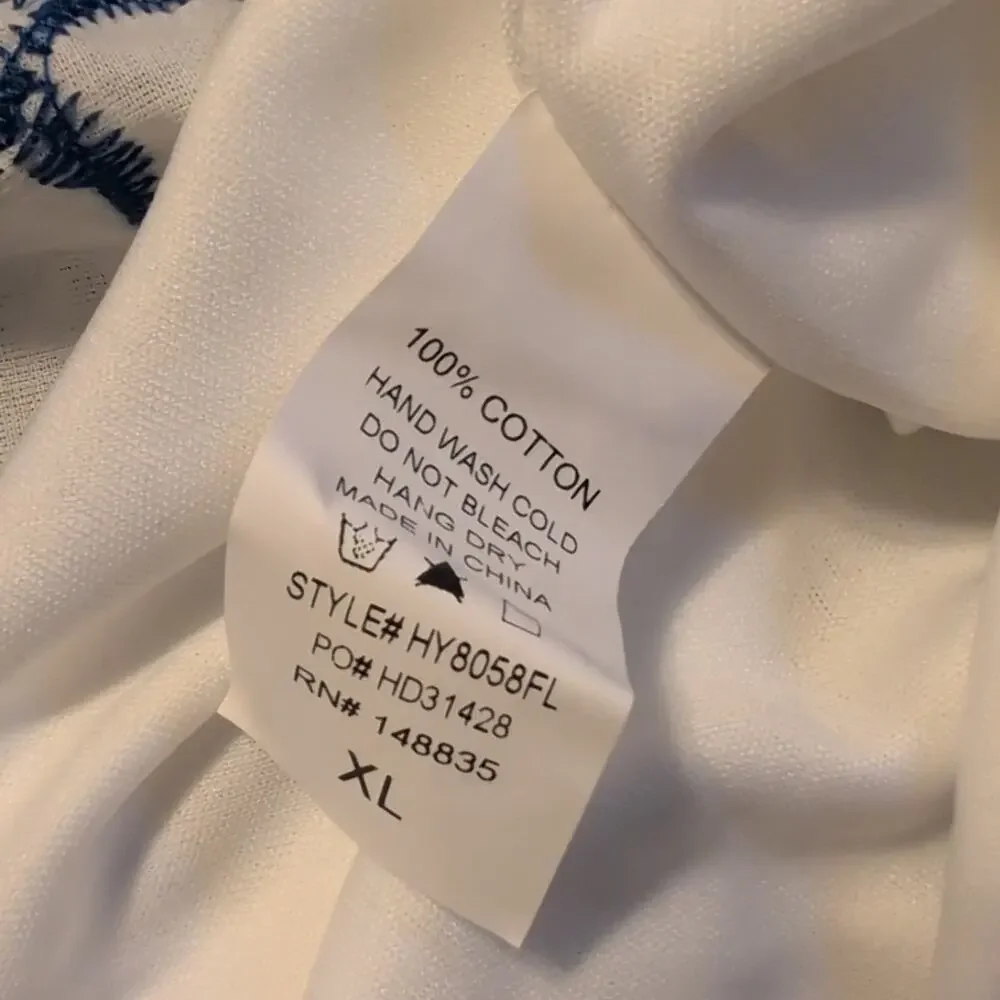 100% COTTON
HAND WASH COLD
DO NOT BLEACH
HANG DRY
MADE IN CHINA
STYLE# HY8058FL
PO# HD31428
RN# 148835
XL